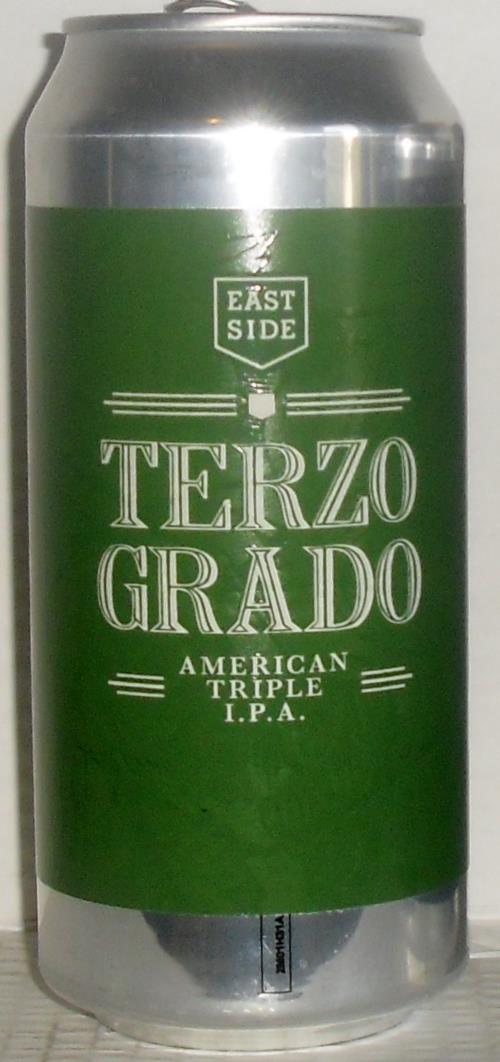 EAST
SIDE
TERZO
GRADO
AMERICAN
TRIPLE
I.P.A.